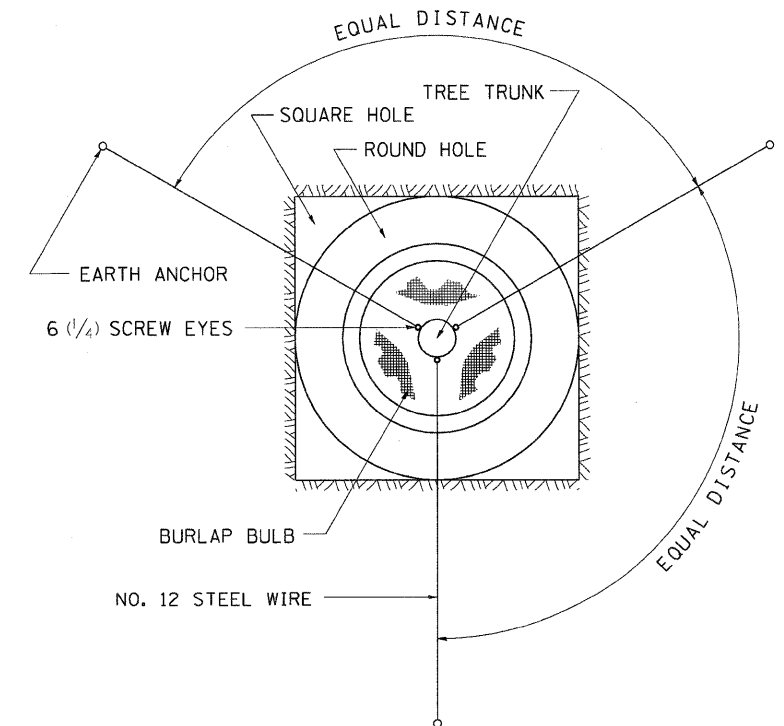 EQUAL DISTANCE
TREE TRUNK
SQUARE HOLE
ROUND HOLE
EARTH ANCHOR
6 (1/4) SCREW EYES
BURLAP BULB
EQUAL DISTANCE
NO. 12 STEEL WIRE